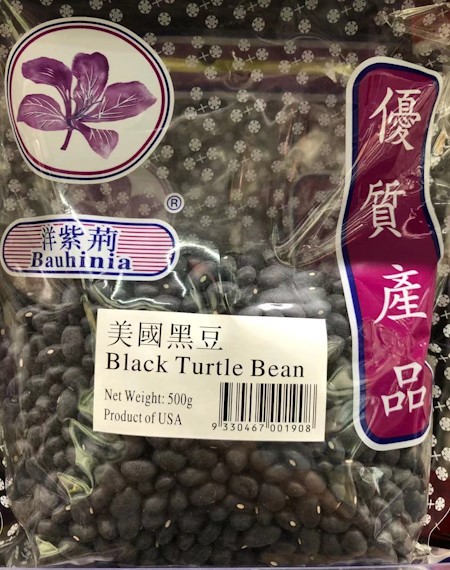 ®
洋紫荊
Bauhinia
優質產品
美國黑豆
Black Turtle Bean
Net Weight: 500g
Product of USA
9 330467 001908